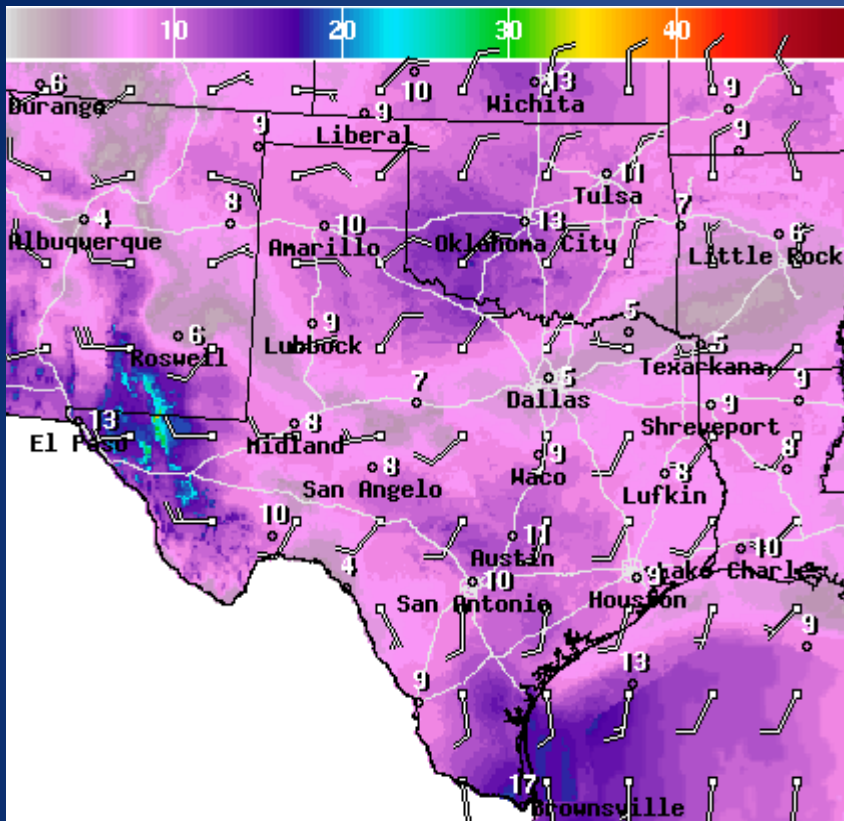 10 20 30 40
6 10 13 9
Durango Wichita
9 Liberal 9
Tulsa 11
4 8 10 13 7 6
Albuquerque Amarillo Oklahoma City Little Rock
6 9 5 5
Roswell Lubbock Texarkana
7 5 9 9
Dallas
13 8 Shreveport
El Paso Midland 9 8
8 Waco 8
San Angelo Lufkin
10 11 10
Austin Lake Charles
4 10 9
San Antonio Houston
9
9 13
17
Brownsville